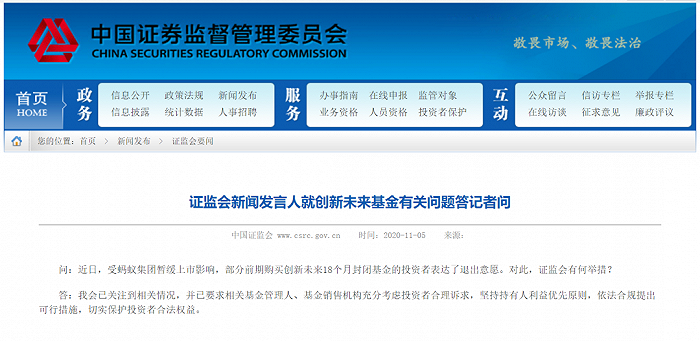 中国证券监督管理委员会
CHINA SECURITIES REGULATORY COMMISSION
敬畏市场、敬畏法治
首页
HOME
政务
信息公开 政策法规 新闻发布
信息披露 统计数据 人事招聘
服务
办事指南 在线申报 监管对象
业务资格 人员资格 投资者保护
互动
公众留言 信访专栏 举报专栏
在线访谈 征求意见 廉政评议
您的位置：首页 > 新闻发布 > 证监会要闻
证监会新闻发言人就创新未来基金有关问题答记者问
中国证监会 www.csrc.gov.cn 时间：2020-11-05 来源：
问：近日，受蚂蚁集团暂缓上市影响，部分前期购买创新未来18个月封闭基金的投资者表达了退出意愿。对此，证监会有何举措？
答：我会已关注到相关情况，并已要求相关基金管理人、基金销售机构充分考虑投资者合理诉求，坚持持有人利益优先原则，依法合规提出
可行措施，切实保护投资者合法权益。